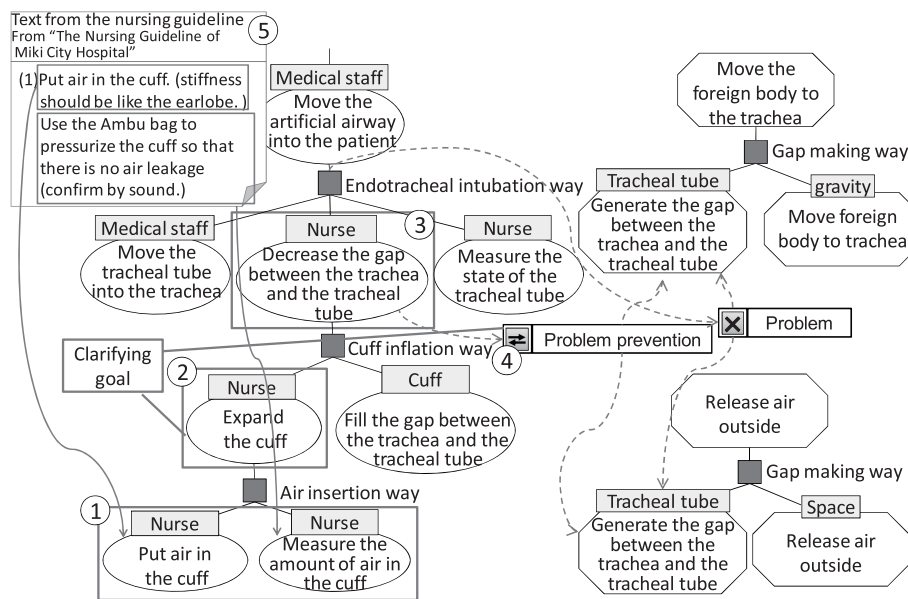 Text from the nursing guideline
From “The Nursing Guideline of
Miki City Hospital”
5
(1)
Put air in the cuff. (stiffness
should be like the earlobe. )
Use the Ambu bag to
pressurize the cuff so that
there is no air leakage
(confirm by sound.)
Medical staff
Move the
artificial airway
into the patient
Endotracheal intubation way
Medical staff
Move the
tracheal tube
into the trachea
Nurse
3
Decrease the gap
between the trachea
and the tracheal
tube
Nurse
Measure the
state of the
tracheal tube
Cuff inflation way
Clarifying
goal
2
Nurse
Expand
the cuff
Cuff
Fill the gap between
the trachea and the
tracheal tube
Air insertion way
1
Nurse
Put air in
the cuff
Nurse
Measure the
amount of air in
the cuff
4
Problem prevention
Problem
Move the
foreign body to
the trachea
Gap making way
Tracheal tube
Generate the gap
between the
trachea and the
tracheal tube
gravity
Move foreign
body to trachea
Release air
outside
Gap making way
Tracheal tube
Generate the gap
between the
trachea and the
tracheal tube
Space
Release air
outside